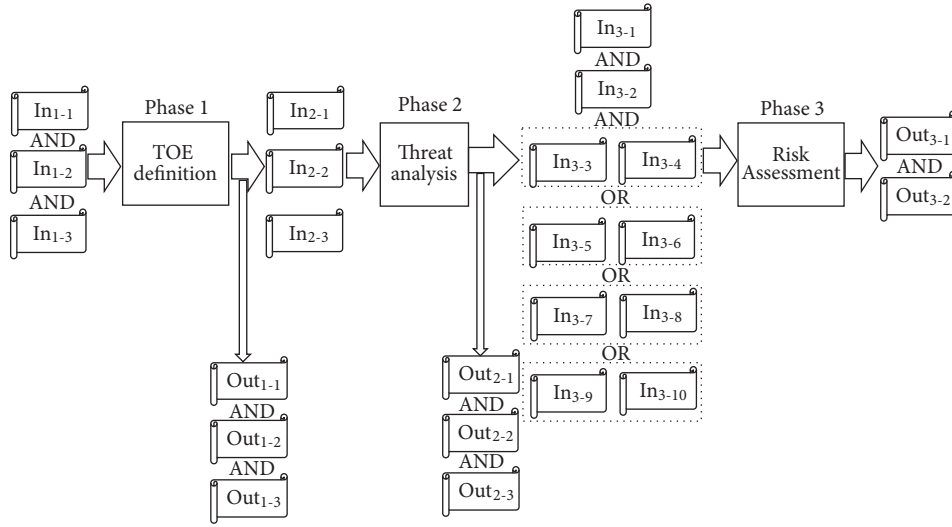 In1-1
AND
In1-2
AND
In1-3
Phase 1
TOE
definition
In2-1
In2-2
In2-3
Out1-1
AND
Out1-2
AND
Out1-3
Phase 2
Threat
analysis
Out2-1
AND
Out2-2
AND
Out2-3
In3-1
AND
In3-2
AND
In3-3 In3-4
OR
In3-5 In3-6
OR
In3-7 In3-8
OR
In3-9 In3-10
Phase 3
Risk
Assessment
Out3-1
AND
Out3-2